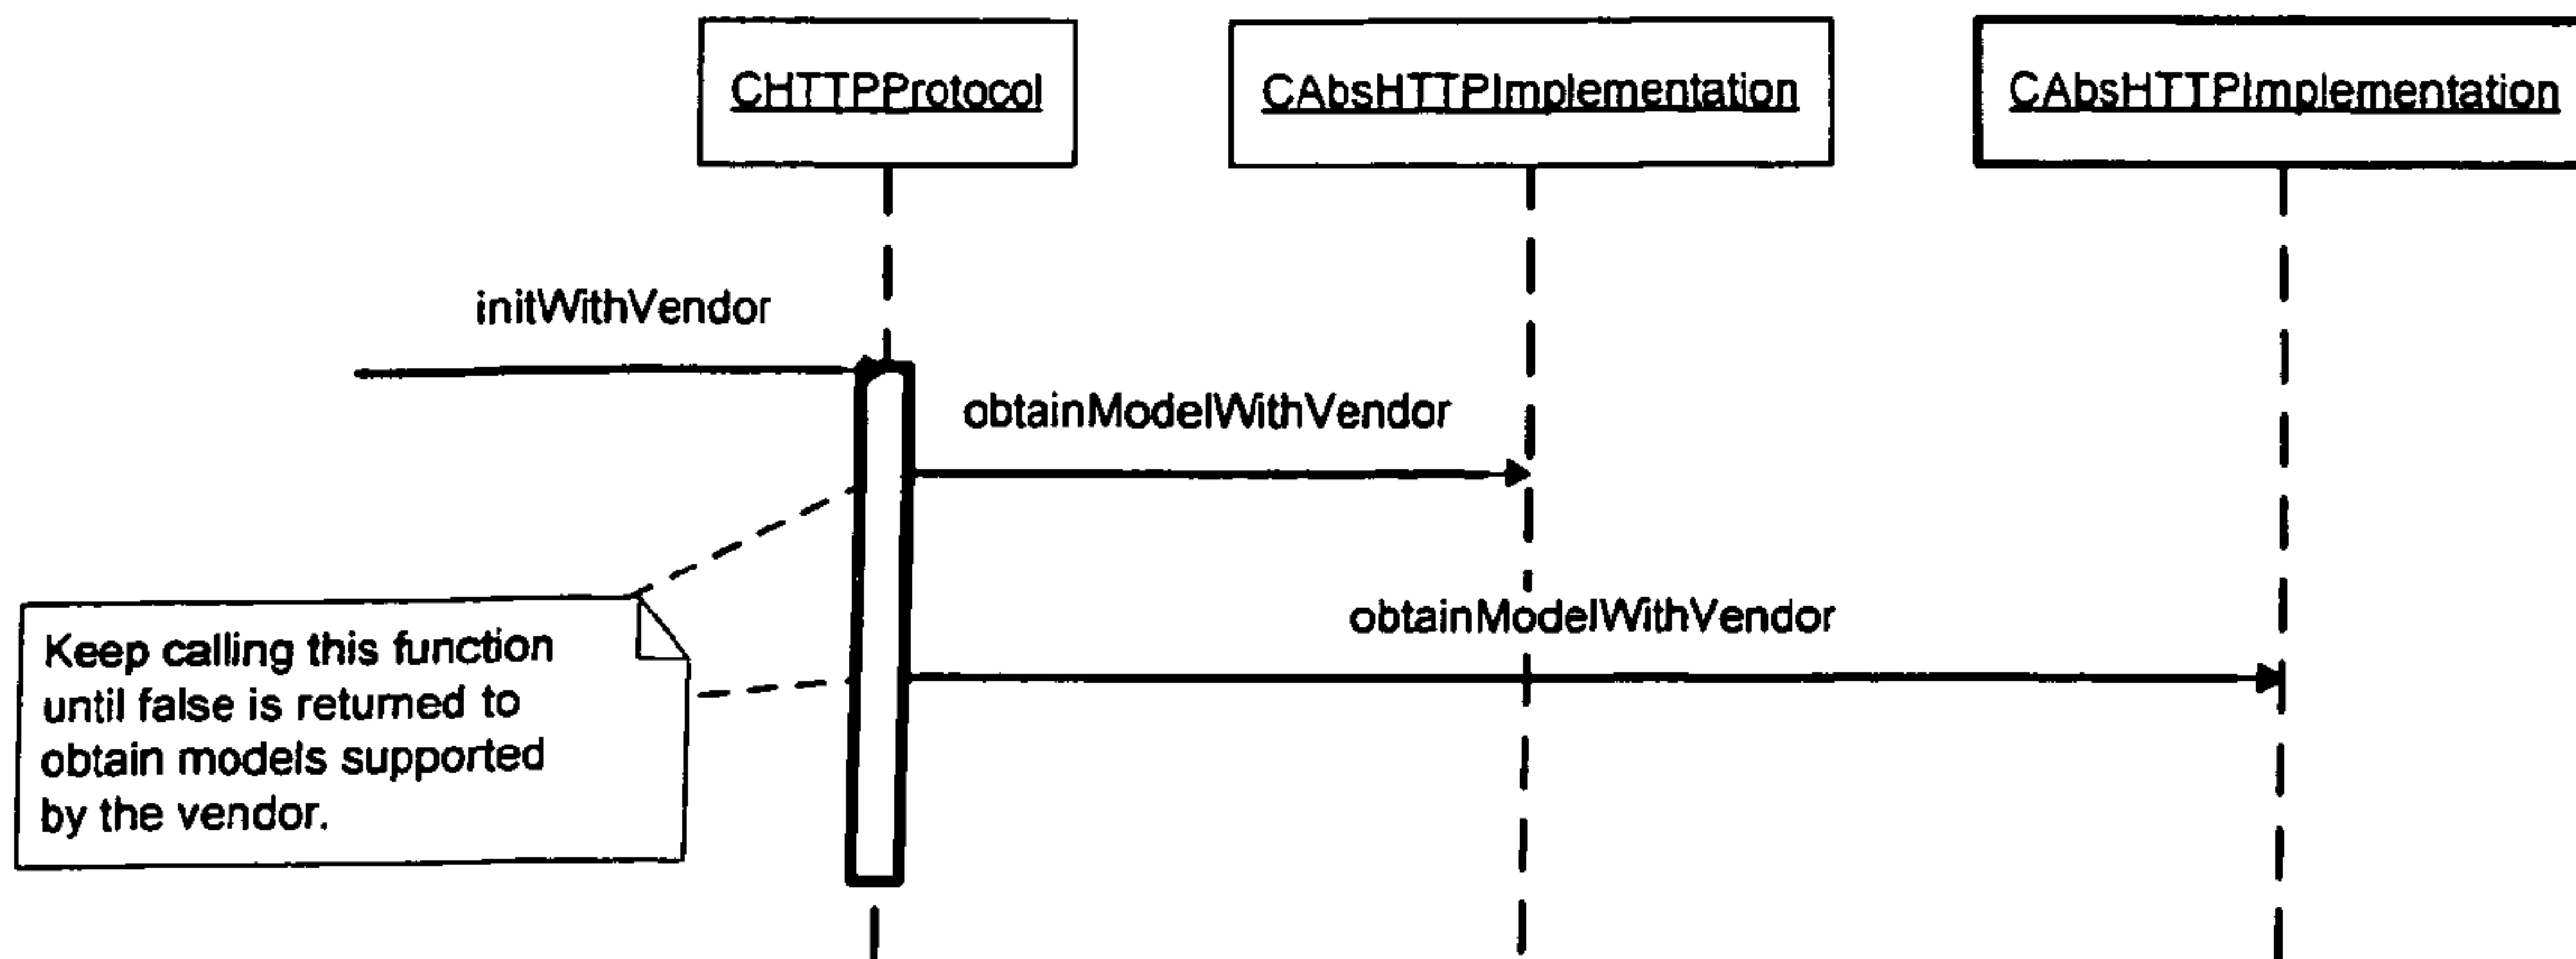 CHTTPProtocol
CAbsHTTPImplementation
CAbsHTTPImplementation
initWithVendor
obtainModelWithVendor
obtainModelWithVendor
Keep calling this function
until false is returned to
obtain models supported
by the vendor.